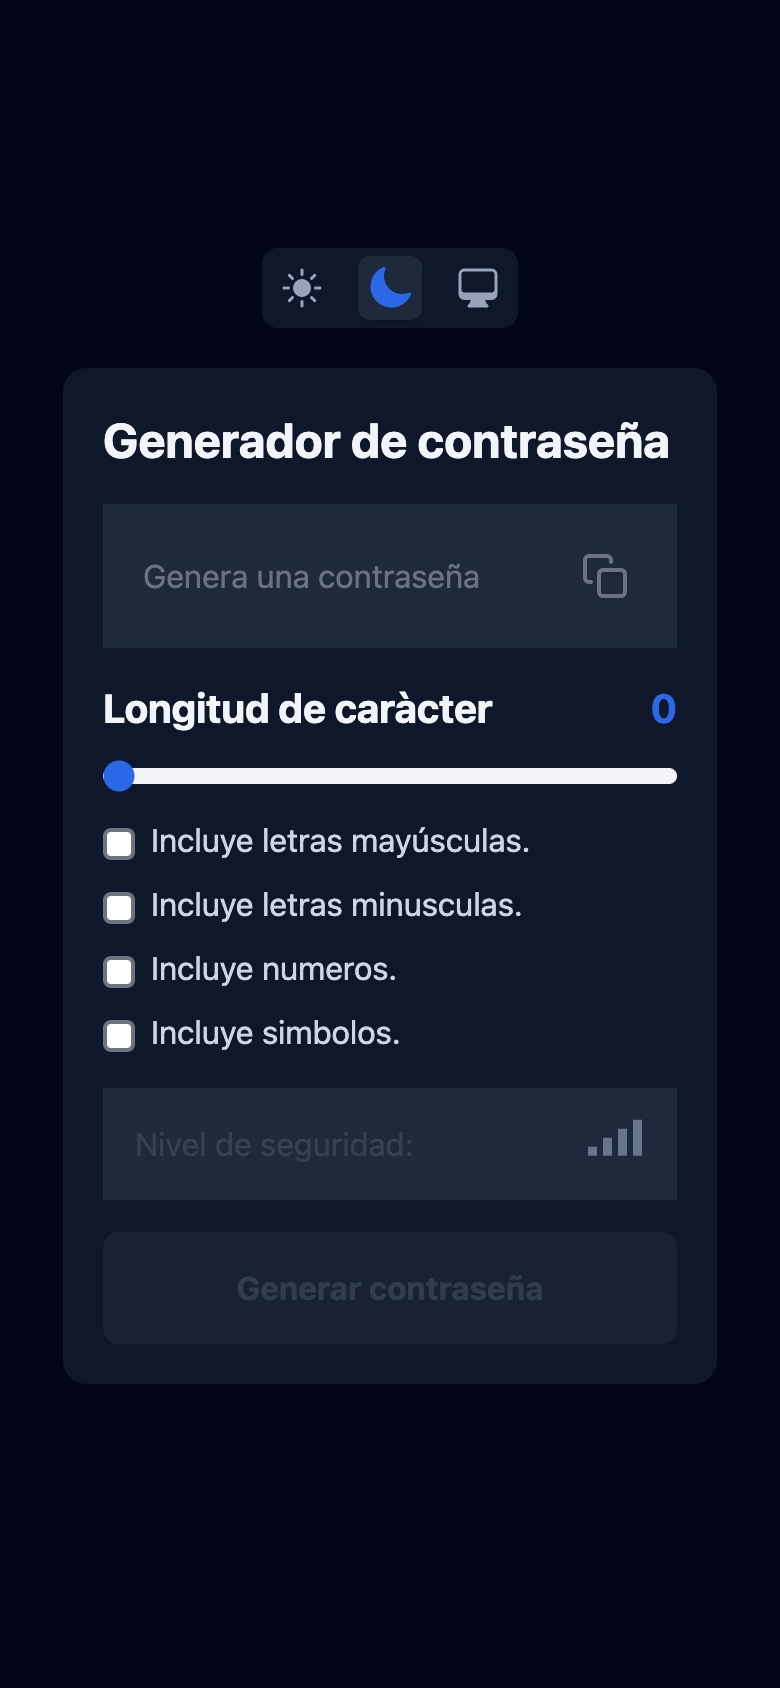 Generador de contraseña
Genera una contraseña
Longitud de caràcter 0
Incluye letras mayúsculas.
Incluye letras minusculas.
Incluye numeros.
Incluye simbolos.
Nivel de seguridad:
Generar contraseña